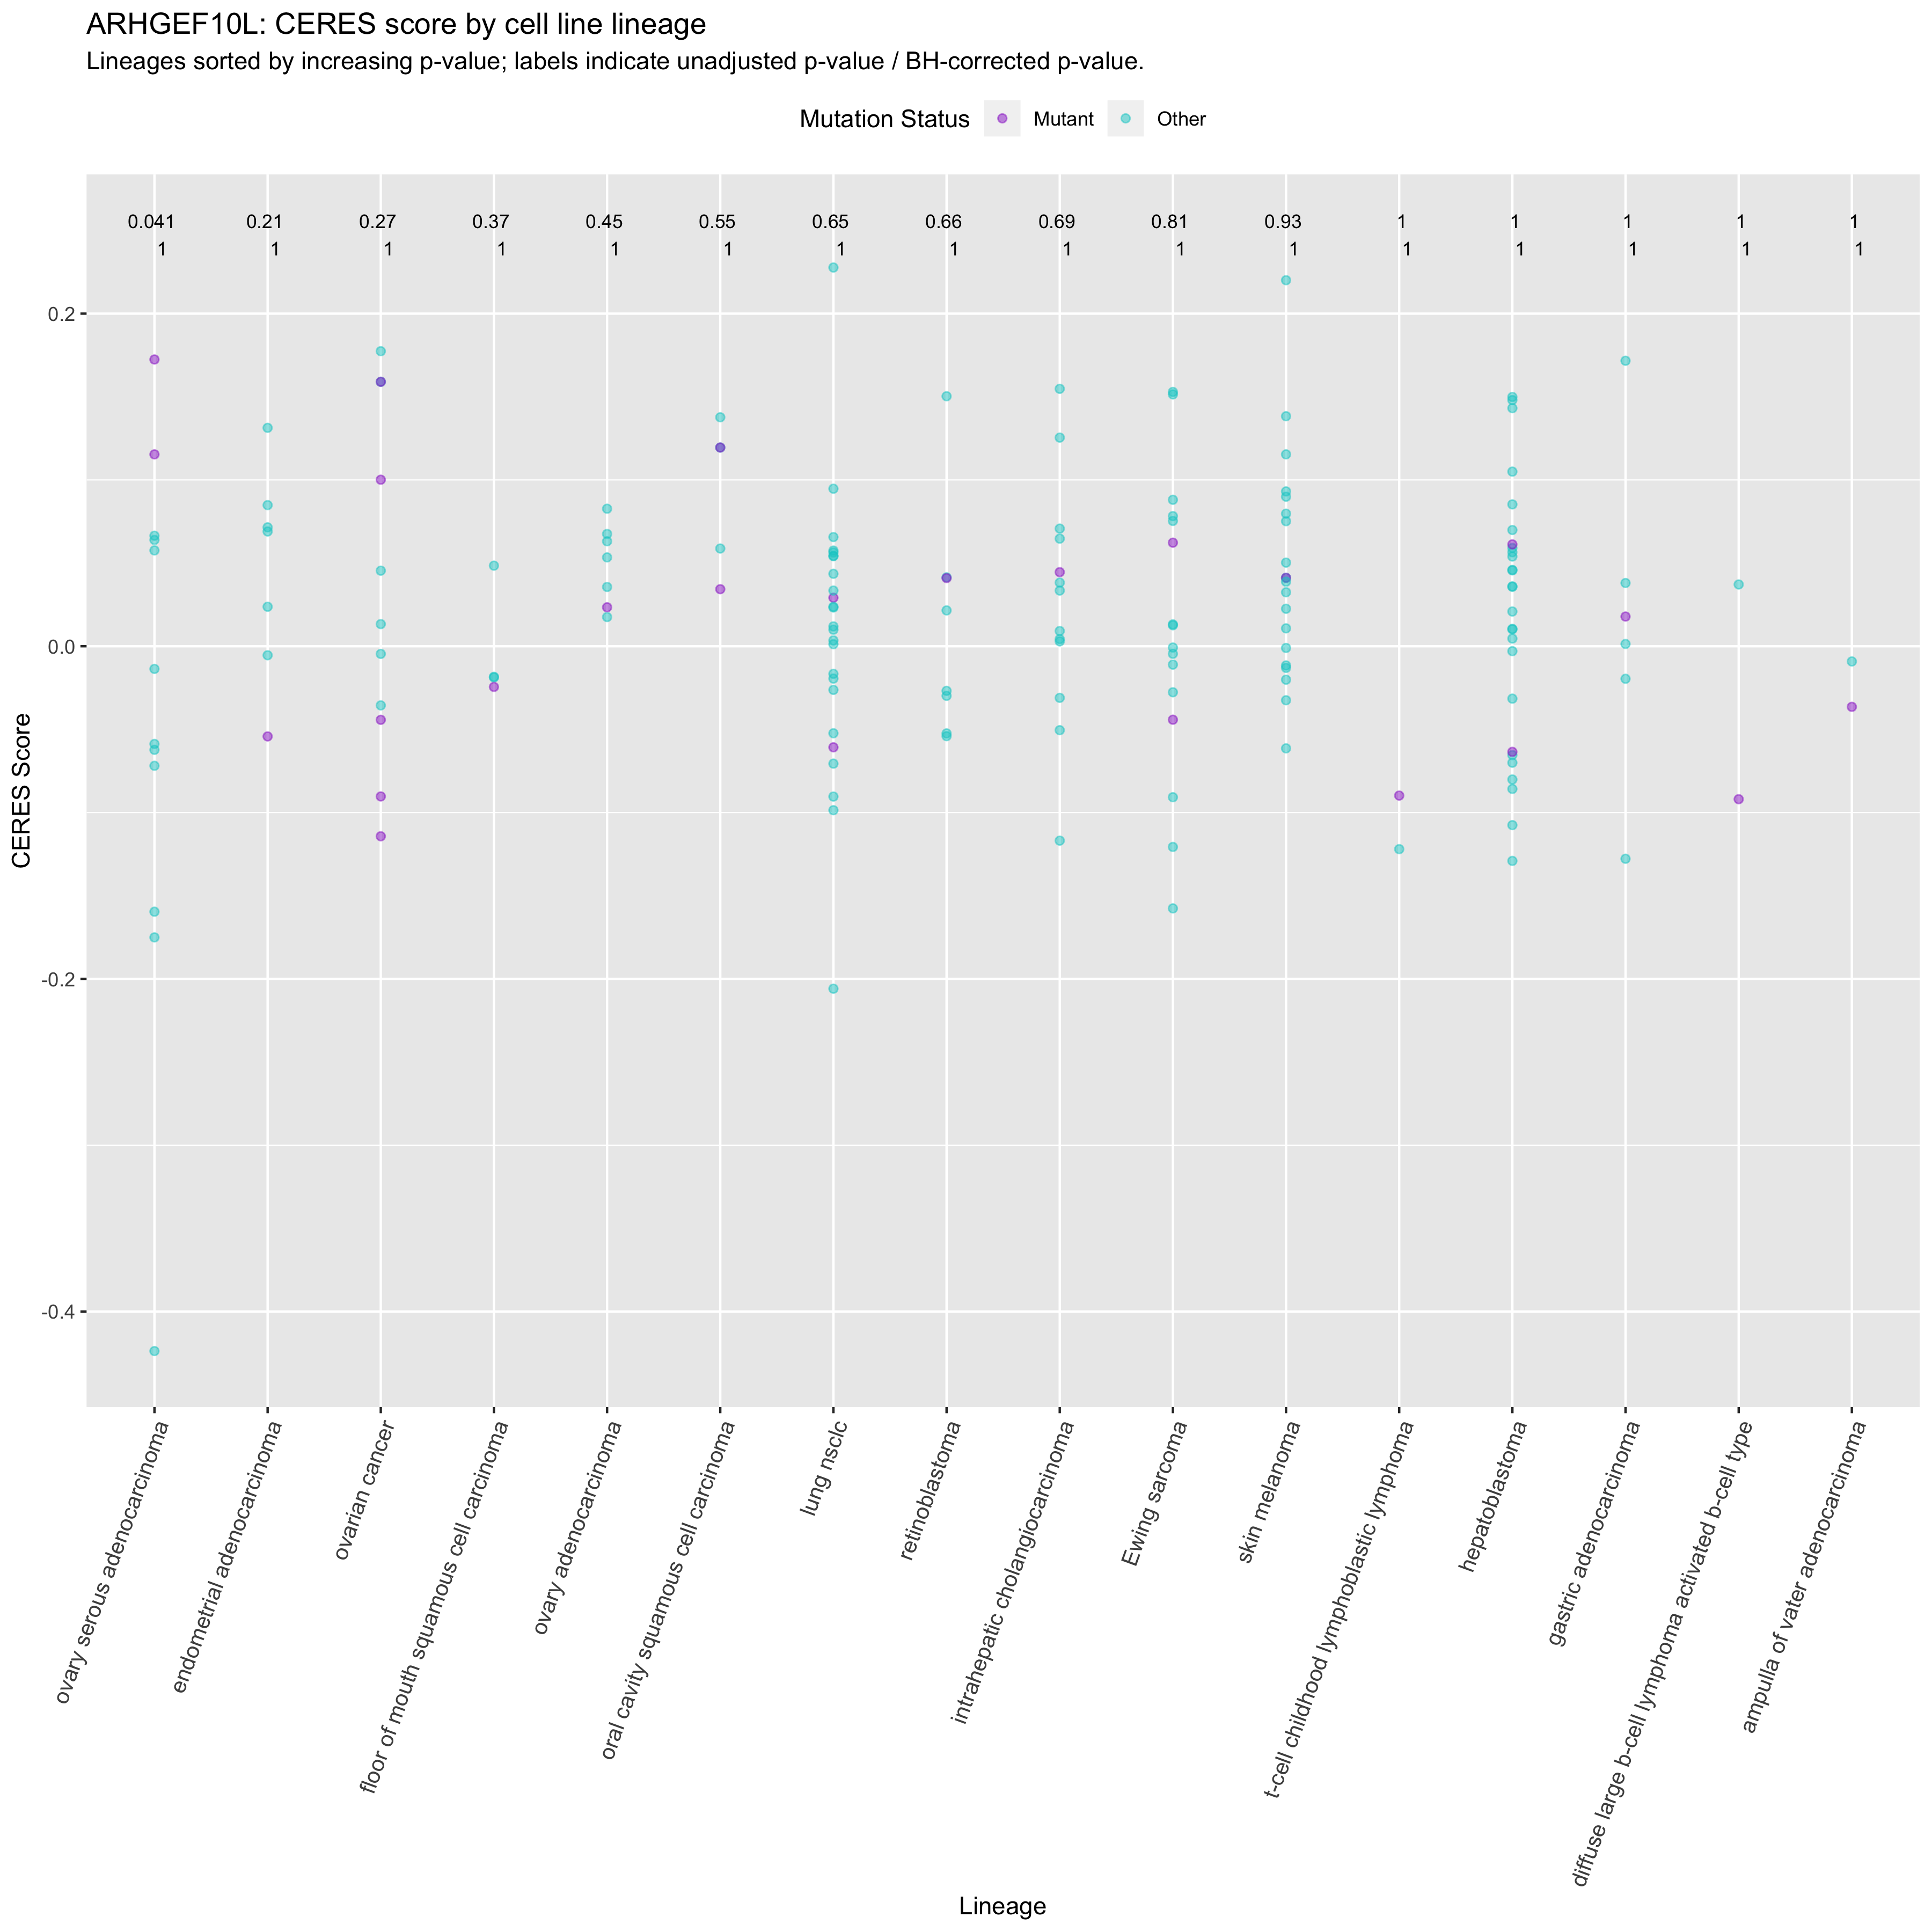 ARHGEF10L: CERES score by cell line lineage
Lineages sorted by increasing p-value; labels indicate unadjusted p-value / BH-corrected p-value.
Mutation Status Mutant Other
0.041 0.21 0.27 0.37 0.45 0.55 0.65 0.66 0.69 0.81 0.93 1 1 1 1 1
1 1 1 1 1 1 1 1 1 1 1 1 1 1 1 1
0.2
0.0
-0.2
-0.4
CERES Score
ovary serous adenocarcinoma
endometrial adenocarcinoma
ovarian cancer
floor of mouth squamous cell carcinoma
ovary adenocarcinoma
oral cavity squamous cell carcinoma
lung nsclc
retinoblastoma
intrahepatic cholangiocarcinoma
Ewing sarcoma
skin melanoma
t-cell childhood lymphoblastic lymphoma
hepatoblastoma
gastric adenocarcinoma
diffuse large b-cell lymphoma activated b-cell type
ampulla of vater adenocarcinoma
Lineage